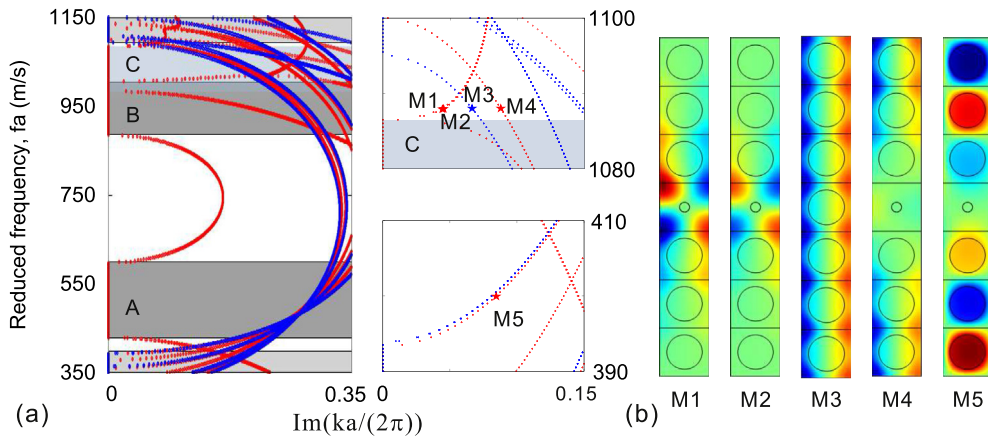 (a)
Reduced frequency, fa (m/s)
1150
950
750
550
350
C
B
A
0
0.35
Im(ka/(2π))
1100
1080
M1
M2
M3
M4
C
410
390
M5
0
0.15
(b)
M1
M2
M3
M4
M5